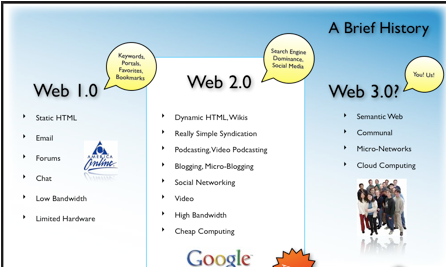 A Brief History
Keywords,
Portals,
Favorites,
Bookmarks
Web 1.0
Static HTML
Email
Forums
Chat
Low Bandwidth
Limited Hardware
AMERICA
Online
Search Engine
Dominance,
Social Media
Web 2.0
Dynamic HTML, Wikis
Really Simple Syndication
Podcasting, Video Podcasting
Blogging, Micro-Blogging
Social Networking
Video
High Bandwidth
Cheap Computing
Google
You! Us!
Web 3.0?
Semantic Web
Communal
Micro-Networks
Cloud Computing